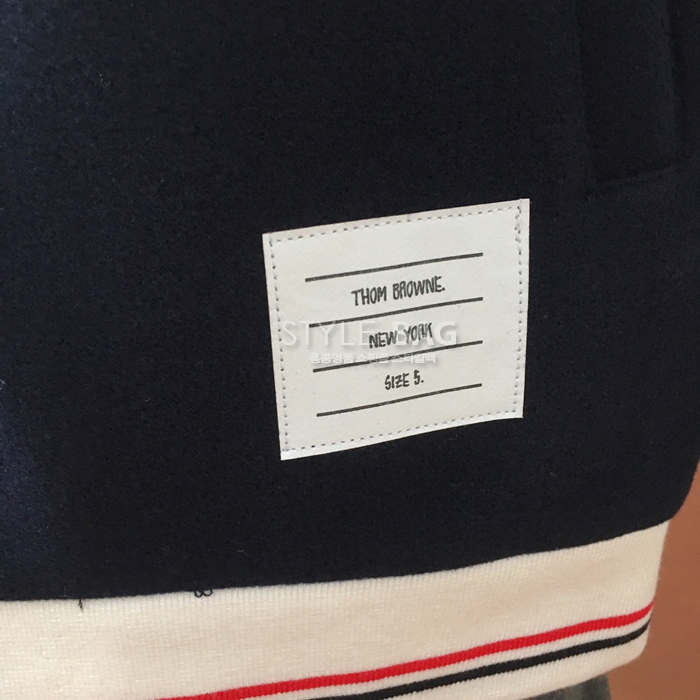 THOM BROWNE.
NEW YORK
STYLE BAG
SIZE 5.